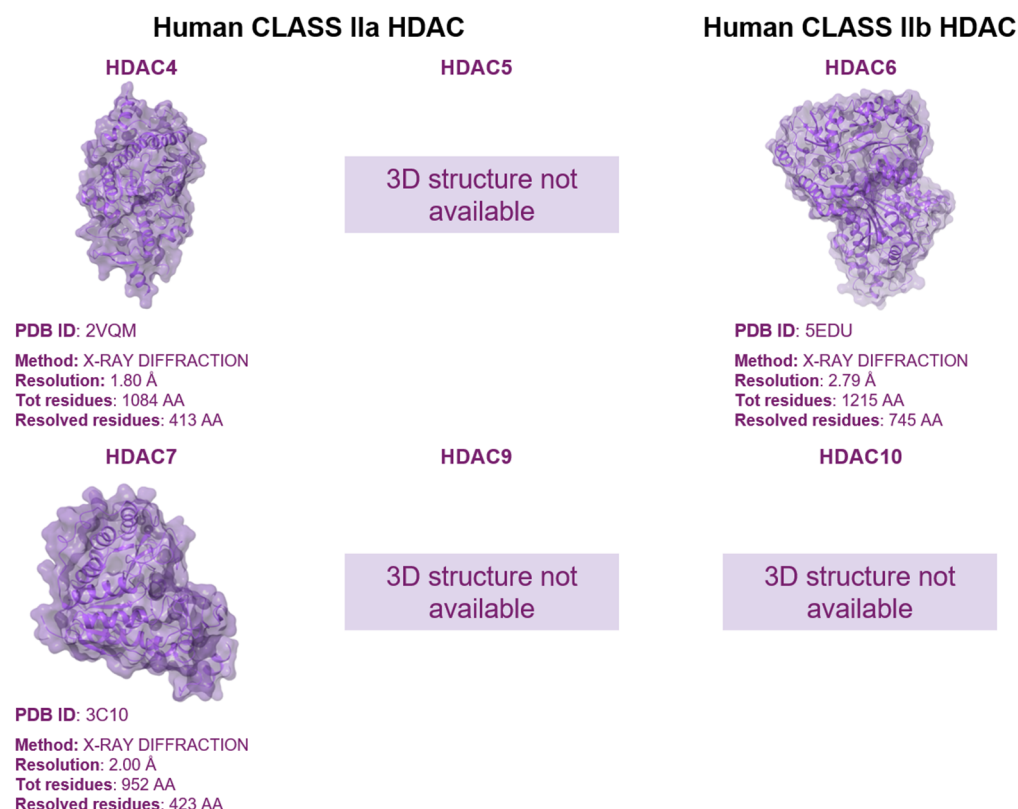 Human CLASS IIa HDAC
Human CLASS IIb HDAC
HDAC4
HDAC5
HDAC6
3D structure not
available
PDB ID: 2VQM
Method: X-RAY DIFFRACTION
Resolution: 1.80 Å
Tot residues: 1084 AA
Resolved residues: 413 AA
PDB ID: 5EDU
Method: X-RAY DIFFRACTION
Resolution: 2.79 Å
Tot residues: 1215 AA
Resolved residues: 745 AA
HDAC7
HDAC9
HDAC10
3D structure not
available
3D structure not
available
PDB ID: 3C10
Method: X-RAY DIFFRACTION
Resolution: 2.00 Å
Tot residues: 952 AA
Resolved residues: 423 AA